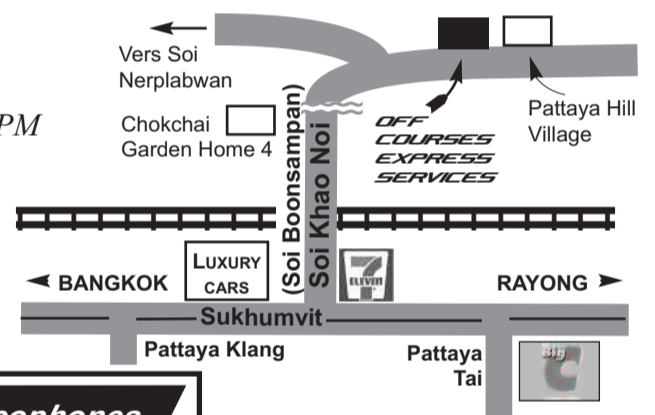 Vers Soi
Nerplabwan
PM
Chokchai
Garden Home 4
(Soi Boonsampan)
Soi Khao Noi
OFF
COURSES
EXPRESS
SERVICES
Pattaya Hill
Village
BANGKOK
LUXURY
CARS
7
ELEVEN
RAYONG
Sukhumvit
Pattaya Klang
Pattaya
Tai
Big
C